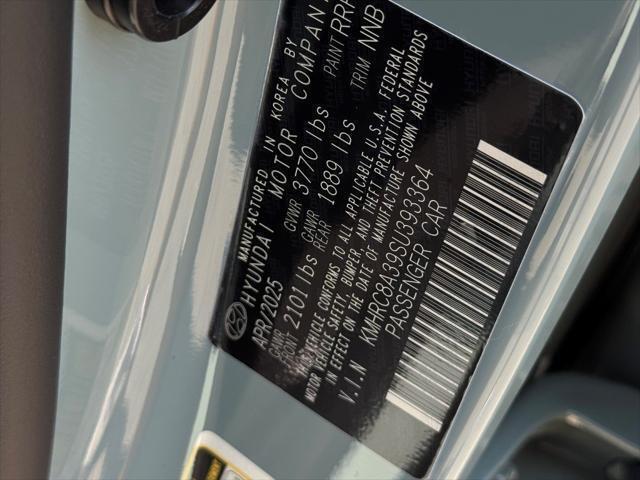 MANUFACTURED IN KOREA BY
HYUNDAI MOTOR COMPAN
APR/2025 GVWR 3770 lbs PAINT RRF
GAWR FRONT 2101 lbs GAWR REAR 1889 lbs TRIM NNB
THIS VEHICLE CONFORMS TO ALL APPLICABLE U.S.A. FEDERAL
MOTOR VEHICLE SAFETY, BUMPER, AND THEFT PREVENTION STANDARDS
IN EFFECT ON THE DATE OF MANUFACTURE SHOWN ABOVE
V.I.N KMHRC8A39SU393364
PASSENGER CAR